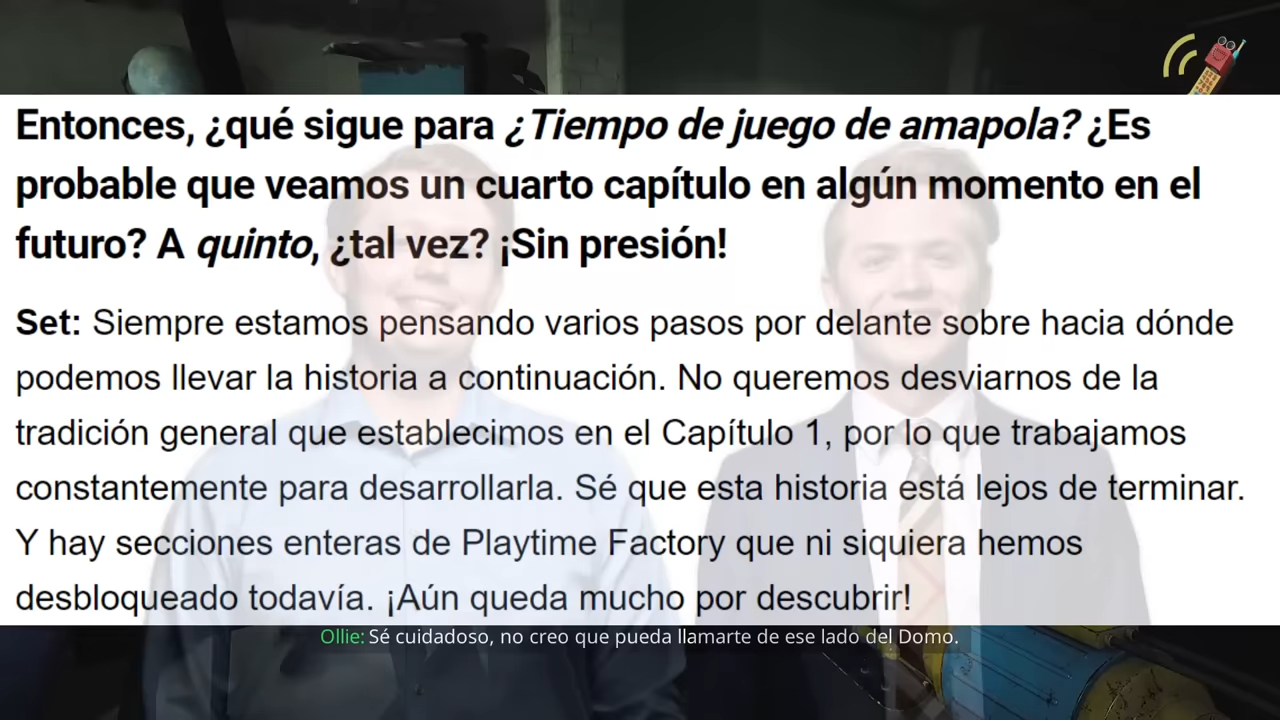 Entonces, ¿qué sigue para ¿Tiempo de juego de amapola? ¿Es
probable que veamos un cuarto capítulo en algún momento en el
futuro? A quinto, ¿tal vez? ¡Sin presión!
Set: Siempre estamos pensando varios pasos por delante sobre hacia dónde
podemos llevar la historia a continuación. No queremos desviarnos de la
tradición general que establecimos en el Capítulo 1, por lo que trabajamos
constantemente para desarrollarla. Sé que esta historia está lejos de terminar.
Y hay secciones enteras de Playtime Factory que ni siquiera hemos
desbloqueado todavía. ¡Aún queda mucho por descubrir!
Ollie: Sé cuidadoso, no creo que pueda llamarte de ese lado del Domo.